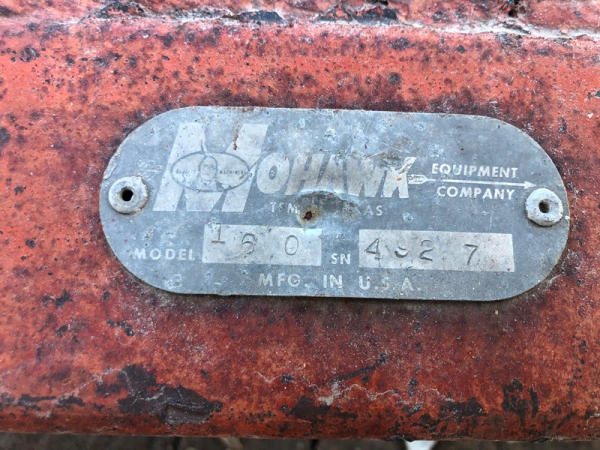 MOHAWK
EQUIPMENT
COMPANY
MODEL 160 SN
MFG. IN U.S.A.